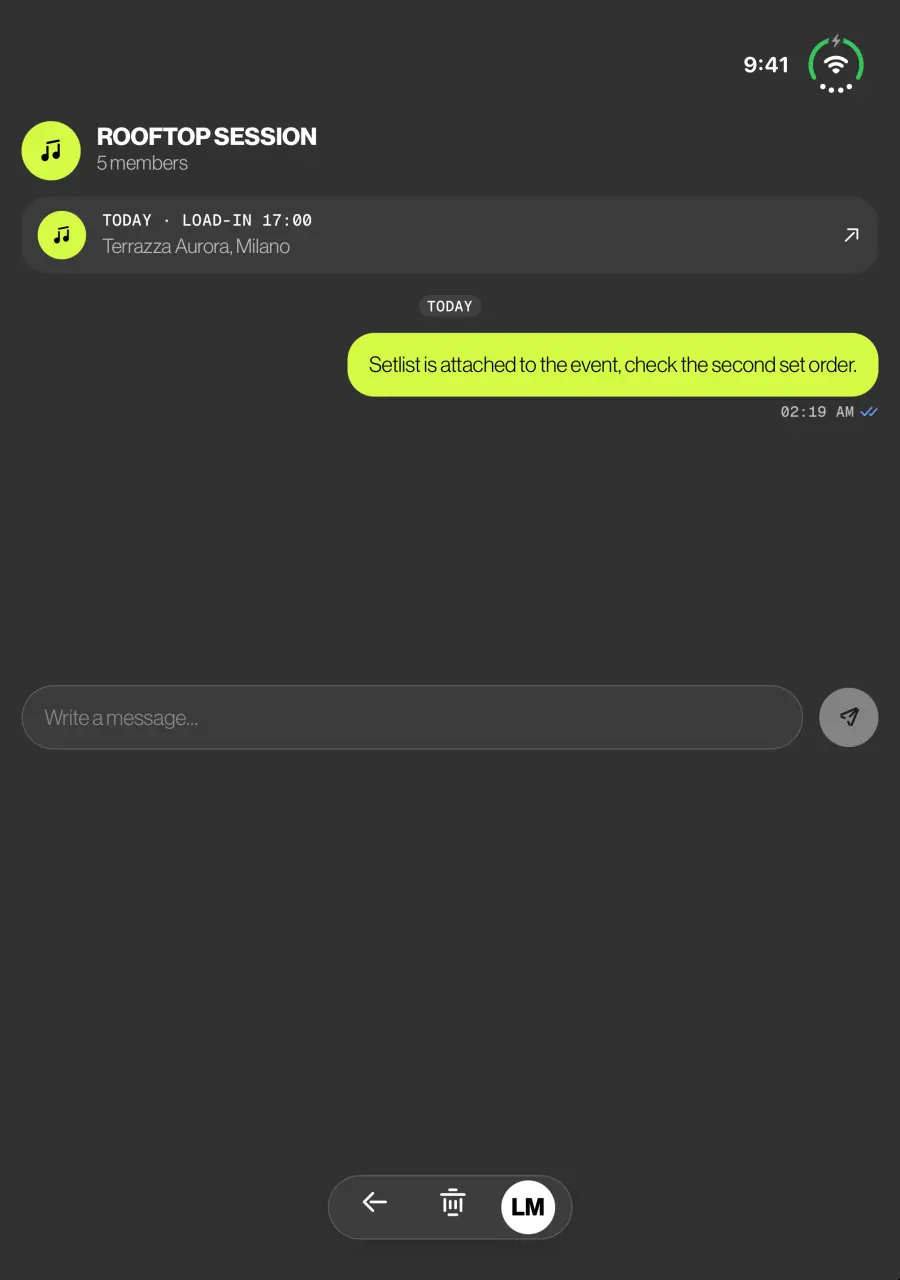 9:41
ROOFTOP SESSION
5 members
TODAY · LOAD-IN 17:00
Terrazza Aurora, Milano
TODAY
Setlist is attached to the event, check the second set order.
02:19 AM
Write a message...
LM